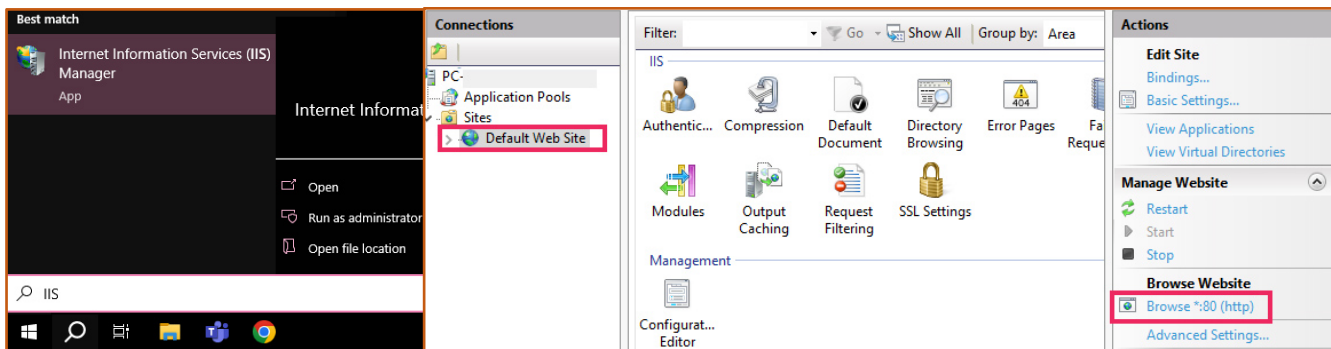 Best match
Internet Information Services (IIS)
Manager
App
Internet Informat
Open
Run as administrator
Open file location
IIS
Connections
PC-
Application Pools
Sites
Default Web Site
Filter:
Go
Show All
Group by:
Area
IIS
Authentic...
Compression
Default
Document
Directory
Browsing
404
Error Pages
Fa
Reque
Modules
Output
Caching
Request
Filtering
SSL Settings
Management
Configurat...
Editor
Actions
Edit Site
Bindings...
Basic Settings...
View Applications
View Virtual Directories
Manage Website
Restart
Start
Stop
Browse Website
Browse *:80 (http)
Advanced Settings...